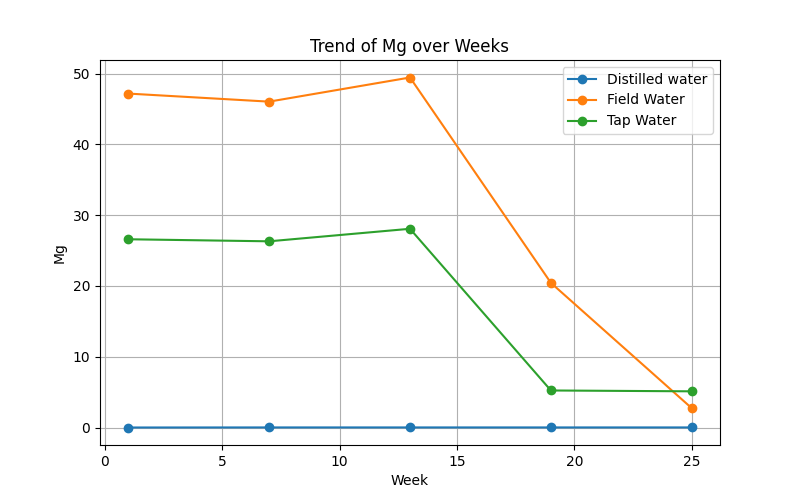 Trend of Mg over Weeks
Distilled water
Field Water
Tap Water
50
40
30
20
10
0
Mg
0 5 10 15 20 25
Week